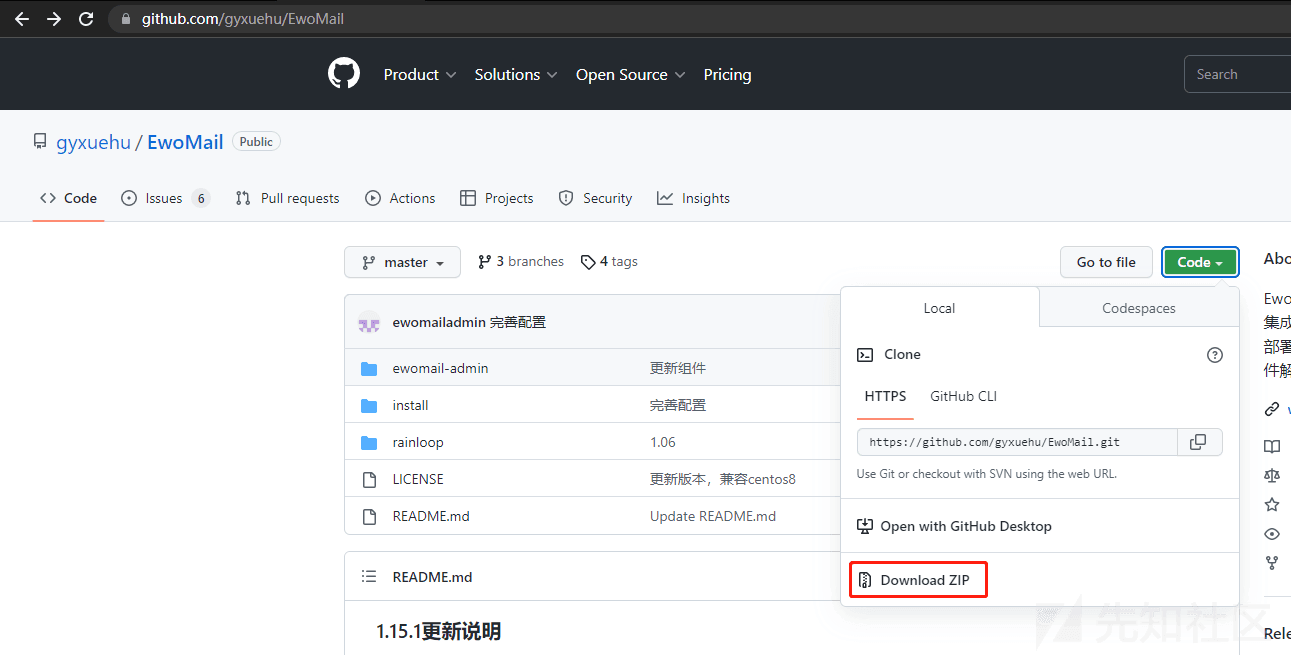 github.com/gyxuehu/EwoMail
Product Solutions Open Source Pricing Search
gyxuehu / EwoMail Public
Code Issues 6 Pull requests Actions Projects Security Insights
master 3 branches 4 tags Go to file Code
ewomailadmin 完善配置
ewomail-admin 更新组件
install 完善配置
rainloop 1.06
LICENSE 更新版本，兼容centos8
README.md Update README.md
README.md
1.15.1更新说明
Local Codespaces
Clone
HTTPS GitHub CLI
https://github.com/gyxuehu/EwoMail.git
Use Git or checkout with SVN using the web URL.
Open with GitHub Desktop
Download ZIP
Abo
Ewo
集成
部署
件解
Rele
先知社区